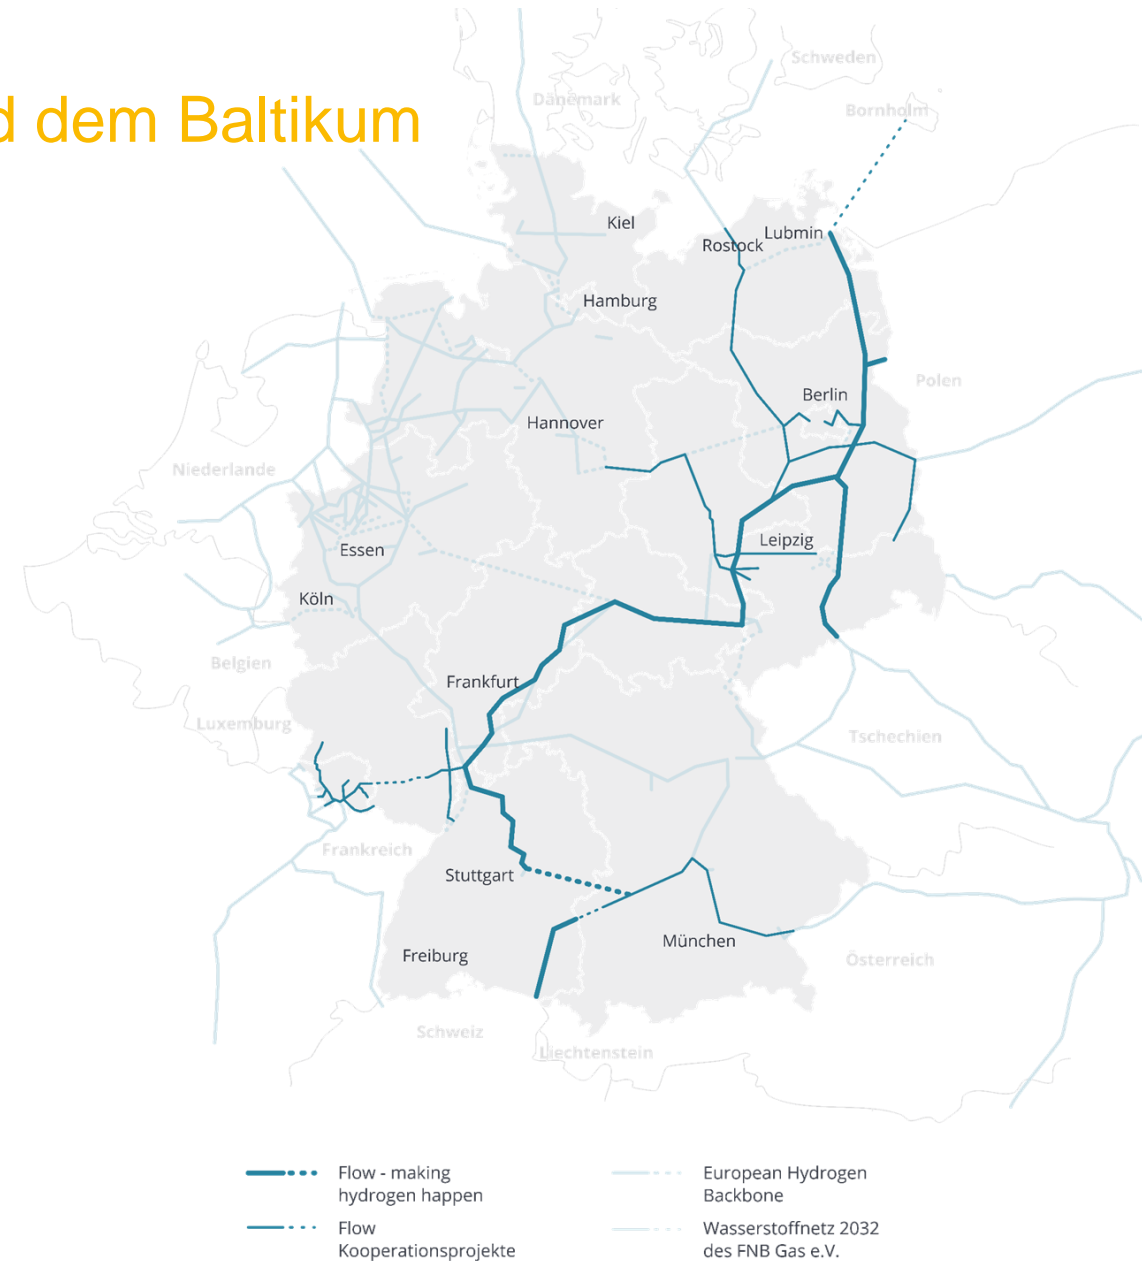 d dem Baltikum
Schweden
Dänemark
Bornholm
Kiel
Lubmin
Rostock
Hamburg
Polen
Berlin
Hannover
Niederlande
Leipzig
Essen
Köln
Belgien
Frankfurt
Luxemburg
Tschechien
Frankreich
Stuttgart
München
Freiburg
Österreich
Schweiz
Liechtenstein
Flow - making
hydrogen happen
European Hydrogen
Backbone
Flow
Kooperationsprojekte
Wasserstoffnetz 2032
des FNB Gas e.V.